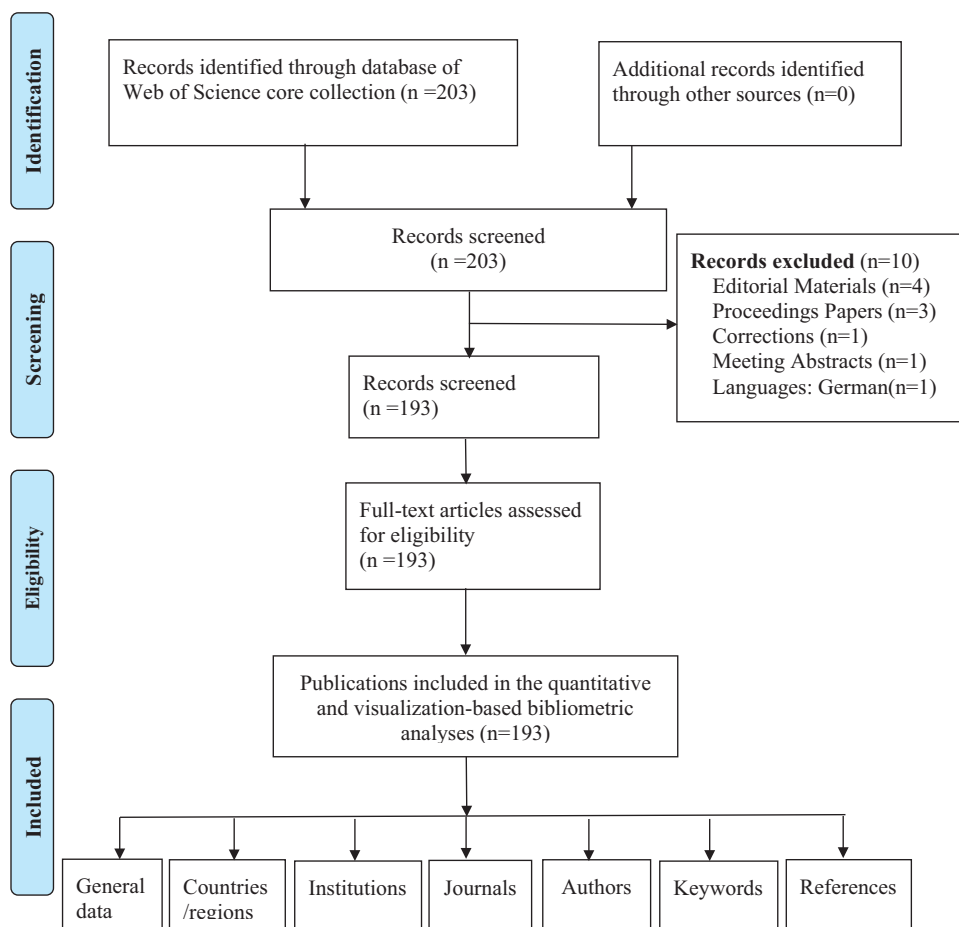 Identification
Records identified through database of
Web of Science core collection (n =203)
Additional records identified
through other sources (n=0)
Screening
Records screened
(n =203)
Records excluded (n=10)
Editorial Materials (n=4)
Proceedings Papers (n=3)
Corrections (n=1)
Meeting Abstracts (n=1)
Languages: German(n=1)
Records screened
(n =193)
Eligibility
Full-text articles assessed
for eligibility
(n =193)
Included
Publications included in the quantitative
and visualization-based bibliometric
analyses (n=193)
General
data
Countries
/regions
Institutions
Journals
Authors
Keywords
References